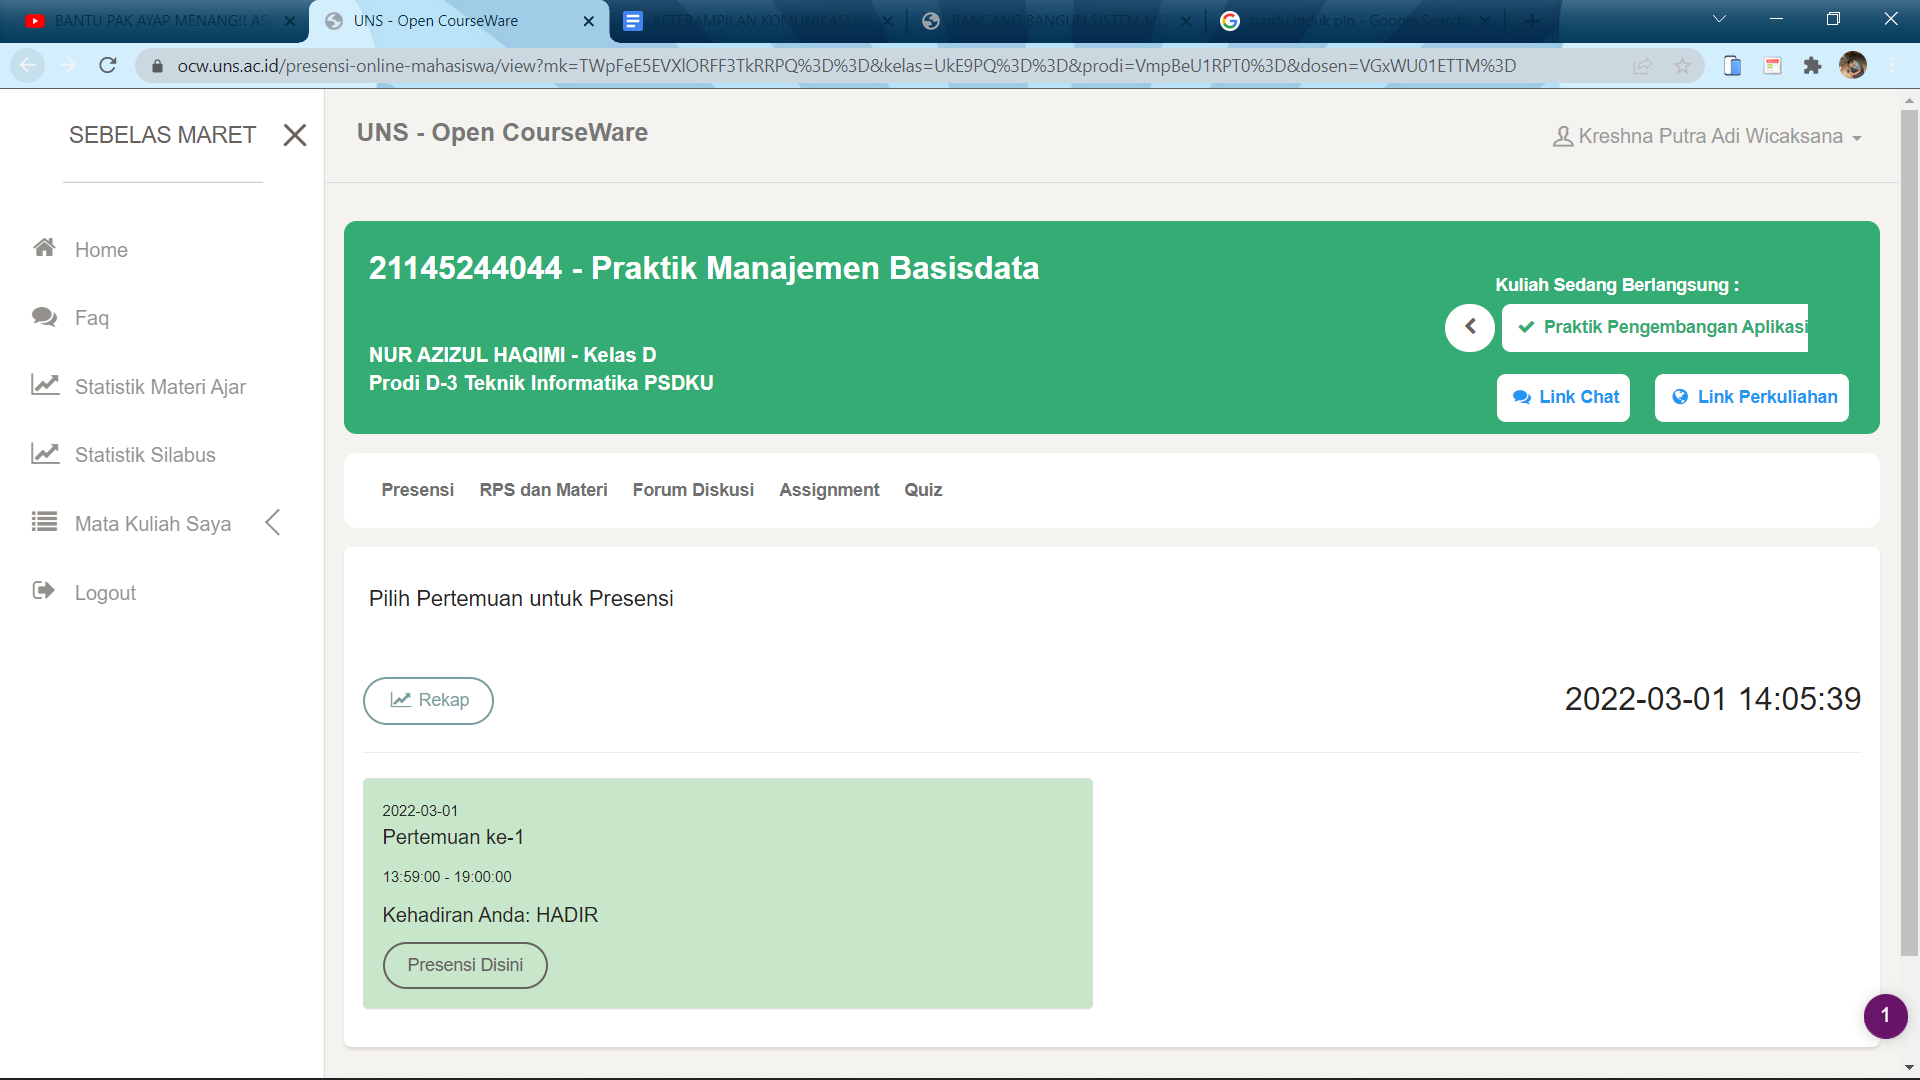 BANTU PAK AYAP MENANG!! AS
UNS - Open CourseWare
KETERAMPILAN KOMUNIKASI
RANCANG BANGUN SISTEM MO
gardu induk pln - Google Search
ocw.uns.ac.id/presensi-online-mahasiswa/view?mk=TWpFeE5EVXlORFF3TkRRPQ%3D%3D&kelas=UkE9PQ%3D%3D&prodi=VmpBeU1RPT0%3D&dosen=VGxWU01ETTM%3D
SEBELAS MARET
UNS - Open CourseWare
Kreshna Putra Adi Wicaksana
Home
Faq
Statistik Materi Ajar
Statistik Silabus
Mata Kuliah Saya
Logout
21145244044 - Praktik Manajemen Basisdata
NUR AZIZUL HAQIMI - Kelas D
Prodi D-3 Teknik Informatika PSDKU
Kuliah Sedang Berlangsung :
Praktik Pengembangan Aplikasi
Link Chat
Link Perkuliahan
Presensi RPS dan Materi Forum Diskusi Assignment Quiz
Pilih Pertemuan untuk Presensi
Rekap
2022-03-01 14:05:39
2022-03-01
Pertemuan ke-1
13:59:00 - 19:00:00
Kehadiran Anda: HADIR
Presensi Disini
1